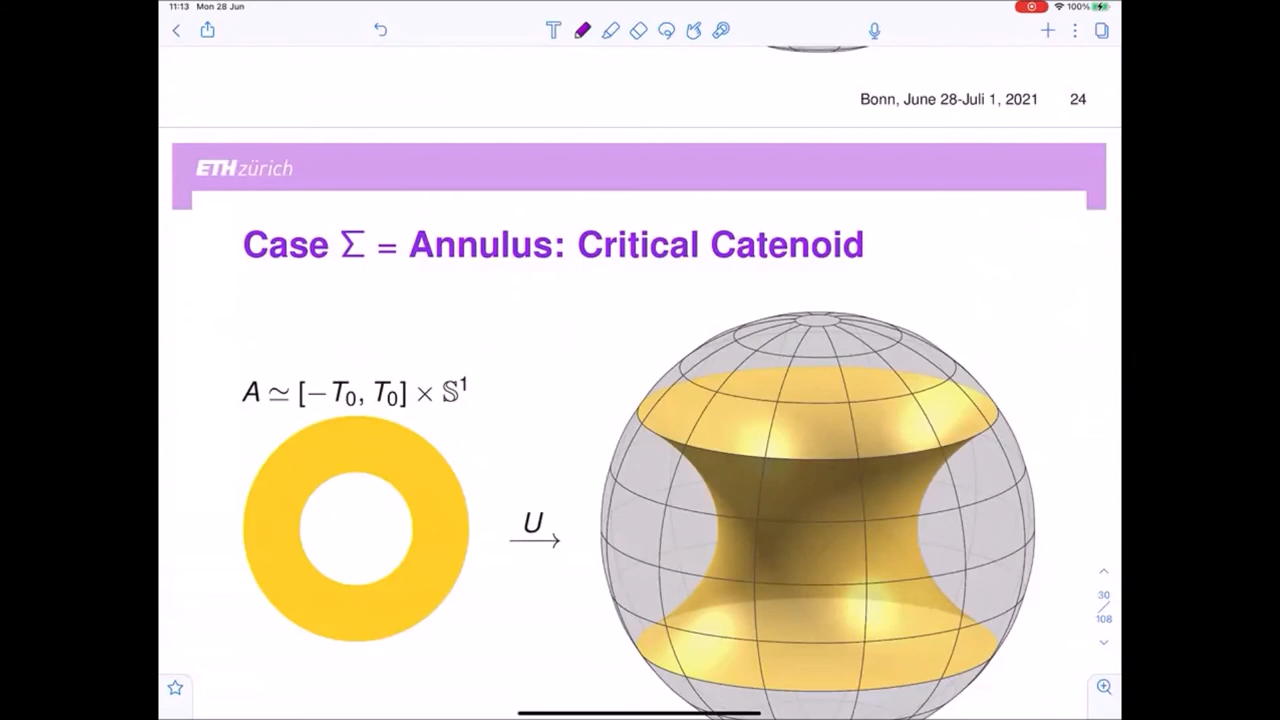 11:13 Mon 28 Jun
100%
Bonn, June 28-Juli 1, 2021 24
ETH zürich
Case Σ = Annulus: Critical Catenoid
A ≃ [−T₀, T₀] × 𝕊¹
U
30
/
108